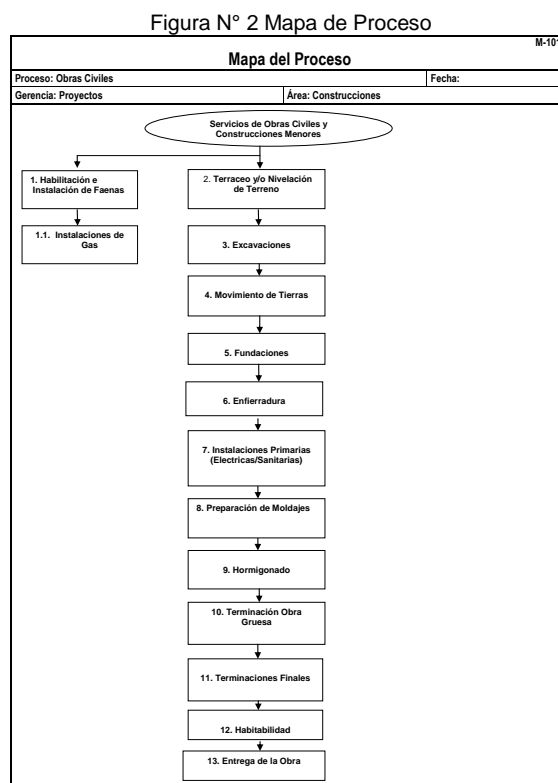 Figura N° 2 Mapa de Proceso
M-101
Mapa del Proceso
Proceso: Obras Civiles
Fecha:
Gerencia: Proyectos
Área: Construcciones
Servicios de Obras Civiles y
Construcciones Menores
1. Habilitación e
Instalación de Faenas
1.1. Instalaciones de
Gas
2. Terraceo y/o Nivelación
de Terreno
3. Excavaciones
4. Movimiento de Tierras
5. Fundaciones
6. Enfierradura
7. Instalaciones Primarias
(Electricas/Sanitarias)
8. Preparación de Moldajes
9. Hormigonado
10. Terminación Obra
Gruesa
11. Terminaciones Finales
12. Habitabilidad
13. Entrega de la Obra